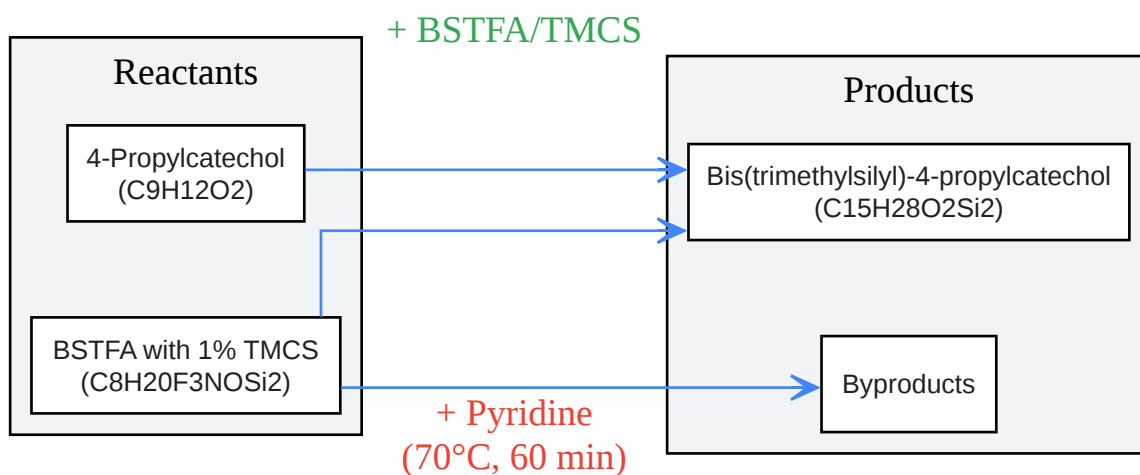 + BSTFA/TMCS
Reactants
4-Propylcatechol
(C9H12O2)
BSTFA with 1% TMCS
(C8H20F3NOSi2)
+ Pyridine
(70°C, 60 min)
Products
Bis(trimethylsilyl)-4-propylcatechol
(C15H28O2Si2)
Byproducts